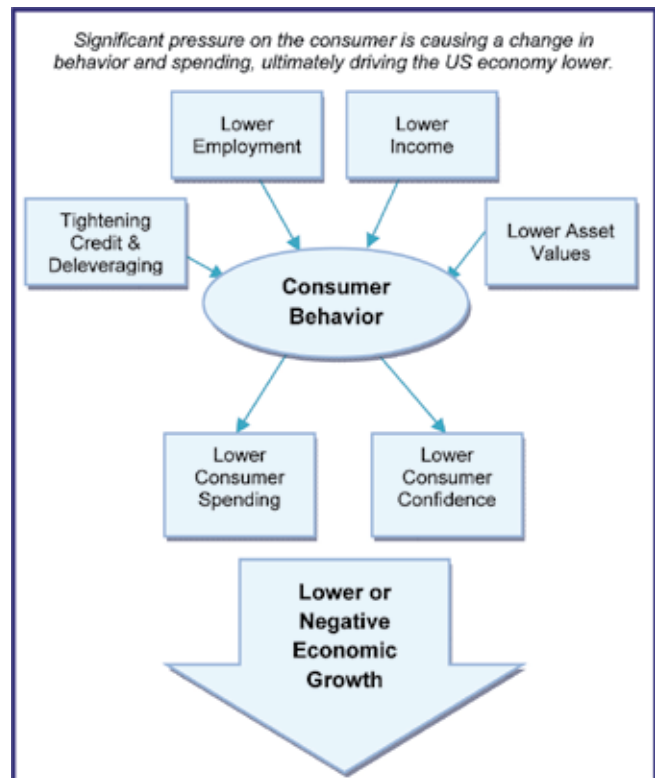 Significant pressure on the consumer is causing a change in
behavior and spending, ultimately driving the US economy lower.
Lower
Employment
Lower
Income
Tightening
Credit &
Deleveraging
Lower Asset
Values
Consumer
Behavior
Lower
Consumer
Spending
Lower
Consumer
Confidence
Lower or
Negative
Economic
Growth